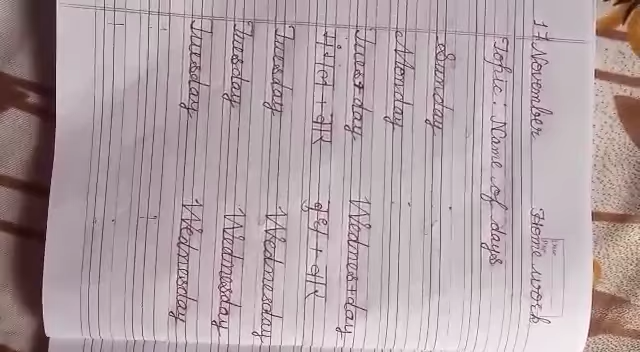 17 November Home work
Topic: Name of days
Sunday
Monday
Tues+day Wednes+day
मंगल + वार बुध + वार
Tuesday Wednesday
Tuesday Wednesday
Tuesday Wednesday